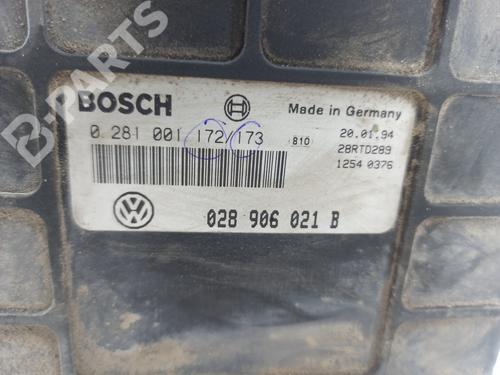 B-PARTS
BOSCH
Made in Germany
0 281 001 172/173
810
20.01.94
28RTD289
1254 0376
VW
028 906 021 B